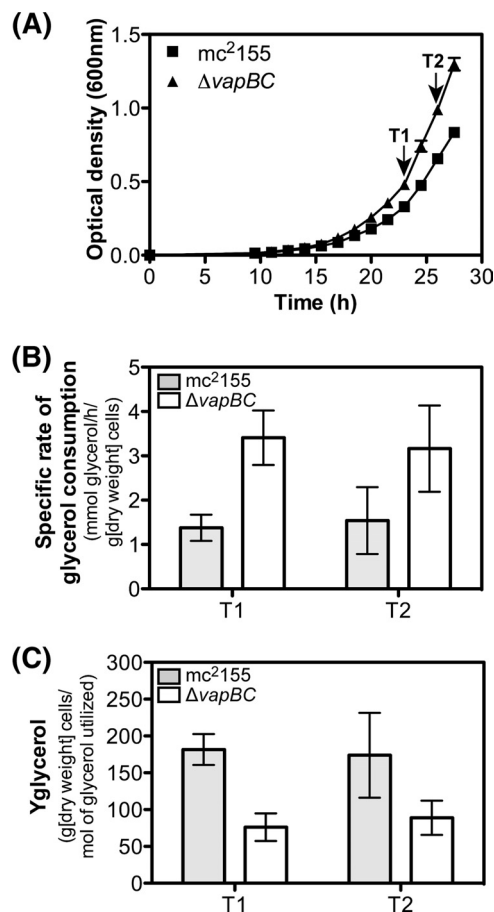 (A)
Optical density (600nm)
1.5
1.0
0.5
0.0
mc²155
ΔvapBC
T1
T2
0 5 10 15 20 25 30
Time (h)
(B)
Specific rate of
glycerol consumption
(mmol glycerol/h/
g[dry weight] cells)
5
4
3
2
1
0
mc²155
ΔvapBC
T1 T2
(C)
Yglycerol
(g[dry weight] cells/
mol of glycerol utilized)
300
250
200
150
100
50
0
mc²155
ΔvapBC
T1 T2